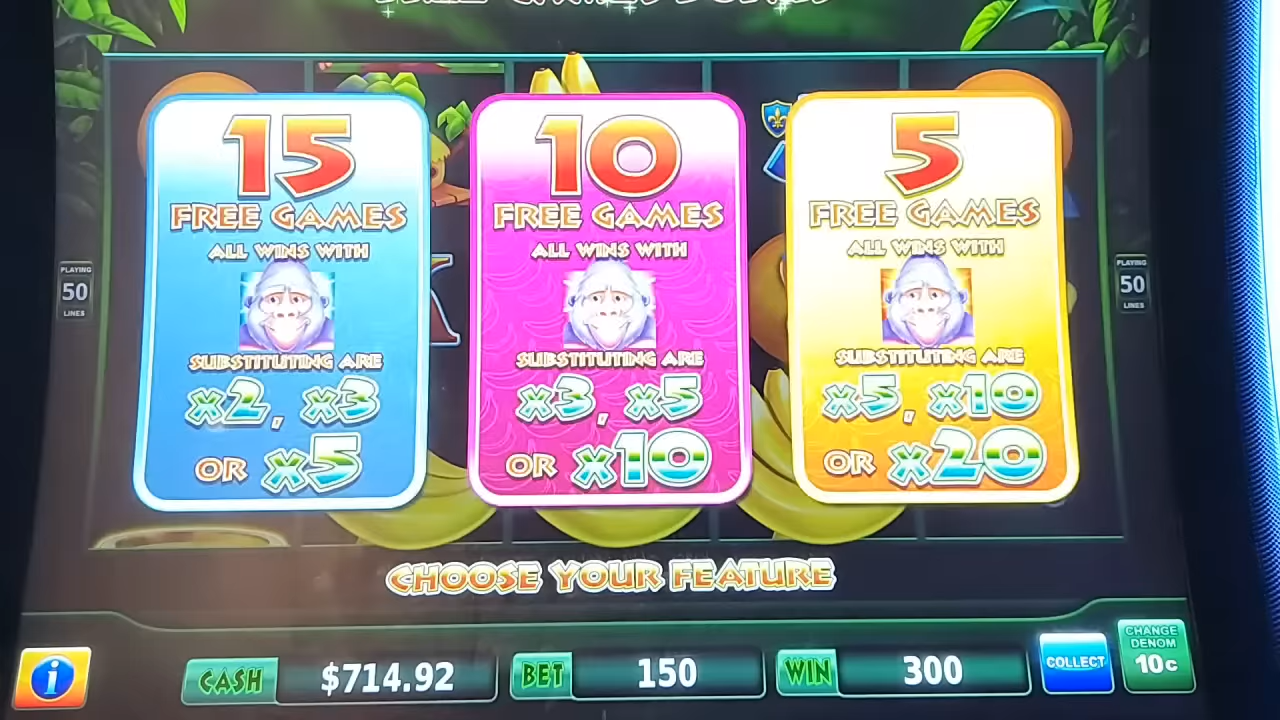 15
FREE GAMES
ALL WINS WITH
SUBSTITUTING ARE
x2, x3
OR x5
10
FREE GAMES
ALL WINS WITH
SUBSTITUTING ARE
x3, x5
OR x10
5
FREE GAMES
ALL WINS WITH
SUBSTITUTING ARE
x5, x10
OR x20
PLAYING
50
LINES
PLAYING
50
LINES
CHOOSE YOUR FEATURE
i
CASH $714.92
BET 150
WIN 300
COLLECT
CHANGE
DENOM
10c